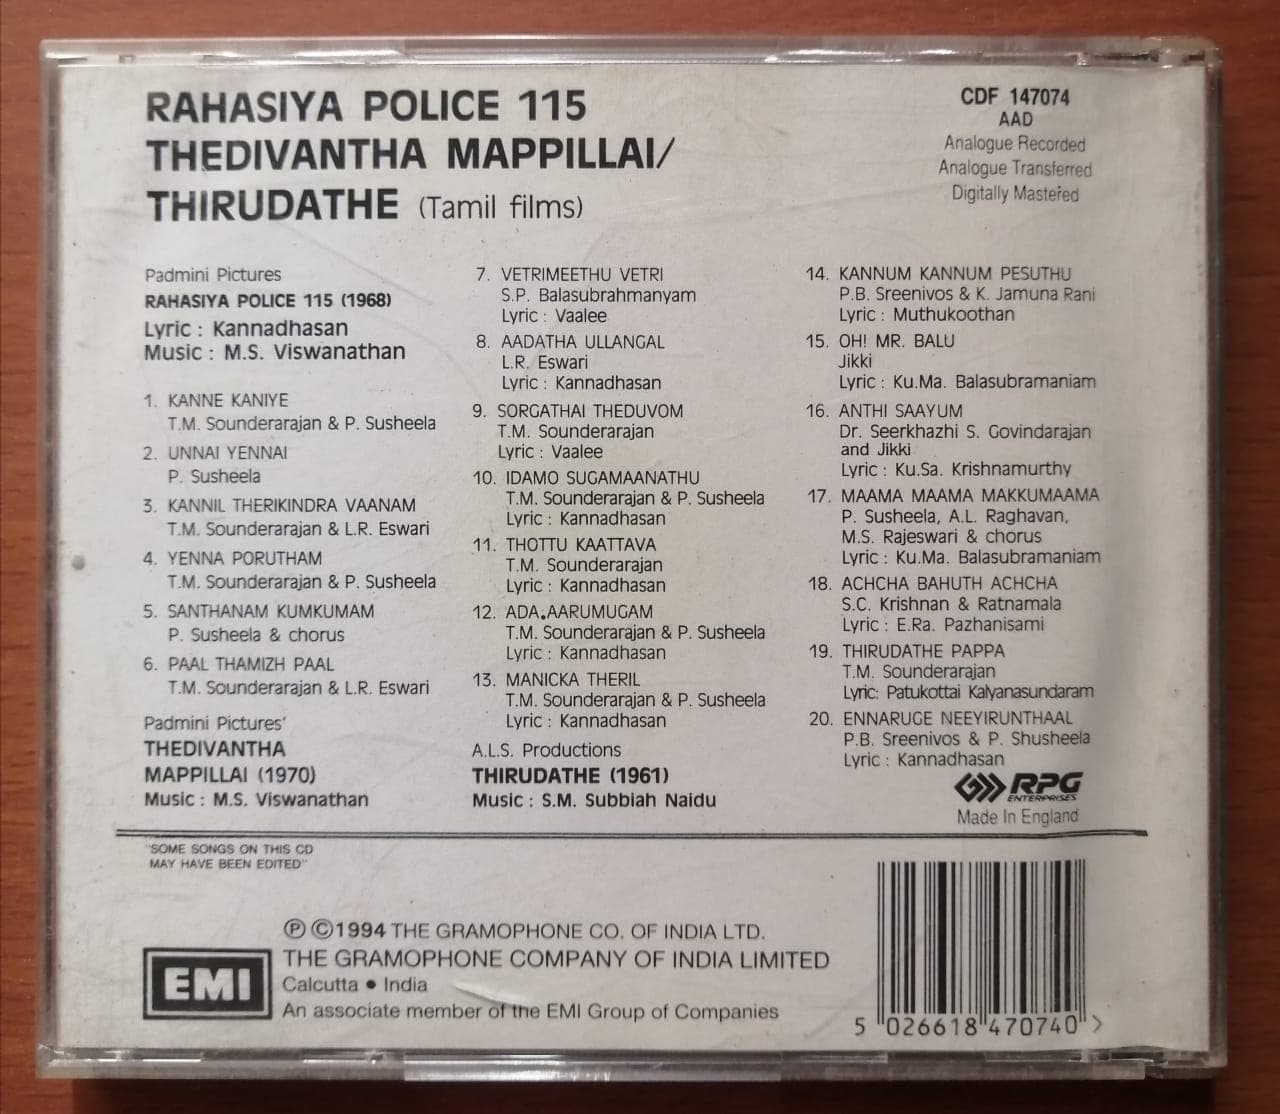 RAHASIYA POLICE 115
THEDIVANTHA MAPPILLAI/
THIRUDATHE (Tamil films)
CDF 147074
AAD
Analogue Recorded
Analogue Transferred
Digitally Mastered
Padmini Pictures
RAHASIYA POLICE 115 (1968)
Lyric : Kannadhasan
Music : M.S. Viswanathan
1. KANNE KANIYE
T.M. Sounderarajan & P. Susheela
2. UNNAI YENNAI
P. Susheela
3. KANNIL THERIKINDRA VAANAM
T.M. Sounderarajan & L.R. Eswari
4. YENNA PORUTHAM
T.M. Sounderarajan & P. Susheela
5. SANTHANAM KUMKUMAM
P. Susheela & chorus
6. PAAL THAMIZH PAAL
T.M. Sounderarajan & L.R. Eswari
Padmini Pictures'
THEDIVANTHA
MAPPILLAI (1970)
Music : M.S. Viswanathan
7. VETRIMEETHU VETRI
S.P. Balasubrahmanyam
Lyric : Vaalee
8. AADATHA ULLANGAL
L.R. Eswari
Lyric : Kannadhasan
9. SORGATHAI THEDUVOM
T.M. Sounderarajan
Lyric : Vaalee
10. IDAMO SUGAMAANATHU
T.M. Sounderarajan & P. Susheela
Lyric : Kannadhasan
11. THOTTU KAATTAVA
T.M. Sounderarajan
Lyric : Kannadhasan
12. ADA.AARUMUGAM
T.M. Sounderarajan & P. Susheela
Lyric : Kannadhasan
13. MANICKA THERIL
T.M. Sounderarajan & P. Susheela
Lyric : Kannadhasan
A.L.S. Productions
THIRUDATHE (1961)
Music : S.M. Subbiah Naidu
14. KANNUM KANNUM PESUTHU
P.B. Sreenivos & K. Jamuna Rani
Lyric : Muthukoothan
15. OH! MR. BALU
Jikki
Lyric : Ku.Ma. Balasubramaniam
16. ANTHI SAAYUM
Dr. Seerkhazhi S. Govindarajan
and Jikki
Lyric : Ku.Sa. Krishnamurthy
17. MAAMA MAAMA MAKKUMAAMA
P. Susheela, A.L. Raghavan,
M.S. Rajeswari & chorus
Lyric : Ku.Ma. Balasubramaniam
18. ACHCHA BAHUTH ACHCHA
S.C. Krishnan & Ratnamala
Lyric : E.Ra. Pazhanisami
19. THIRUDATHE PAPPA
T.M. Sounderarajan
Lyric: Patukottai Kalyanasundaram
20. ENNARUGE NEEYIRUNTHAAL
P.B. Sreenivos & P. Shusheela
Lyric : Kannadhasan
RPG
ENTERPRISES
Made In England
"SOME SONGS ON THIS CD
MAY HAVE BEEN EDITED"
℗ ©1994 THE GRAMOPHONE CO. OF INDIA LTD.
THE GRAMOPHONE COMPANY OF INDIA LIMITED
Calcutta • India
An associate member of the EMI Group of Companies
EMI
5 026618 470740 >